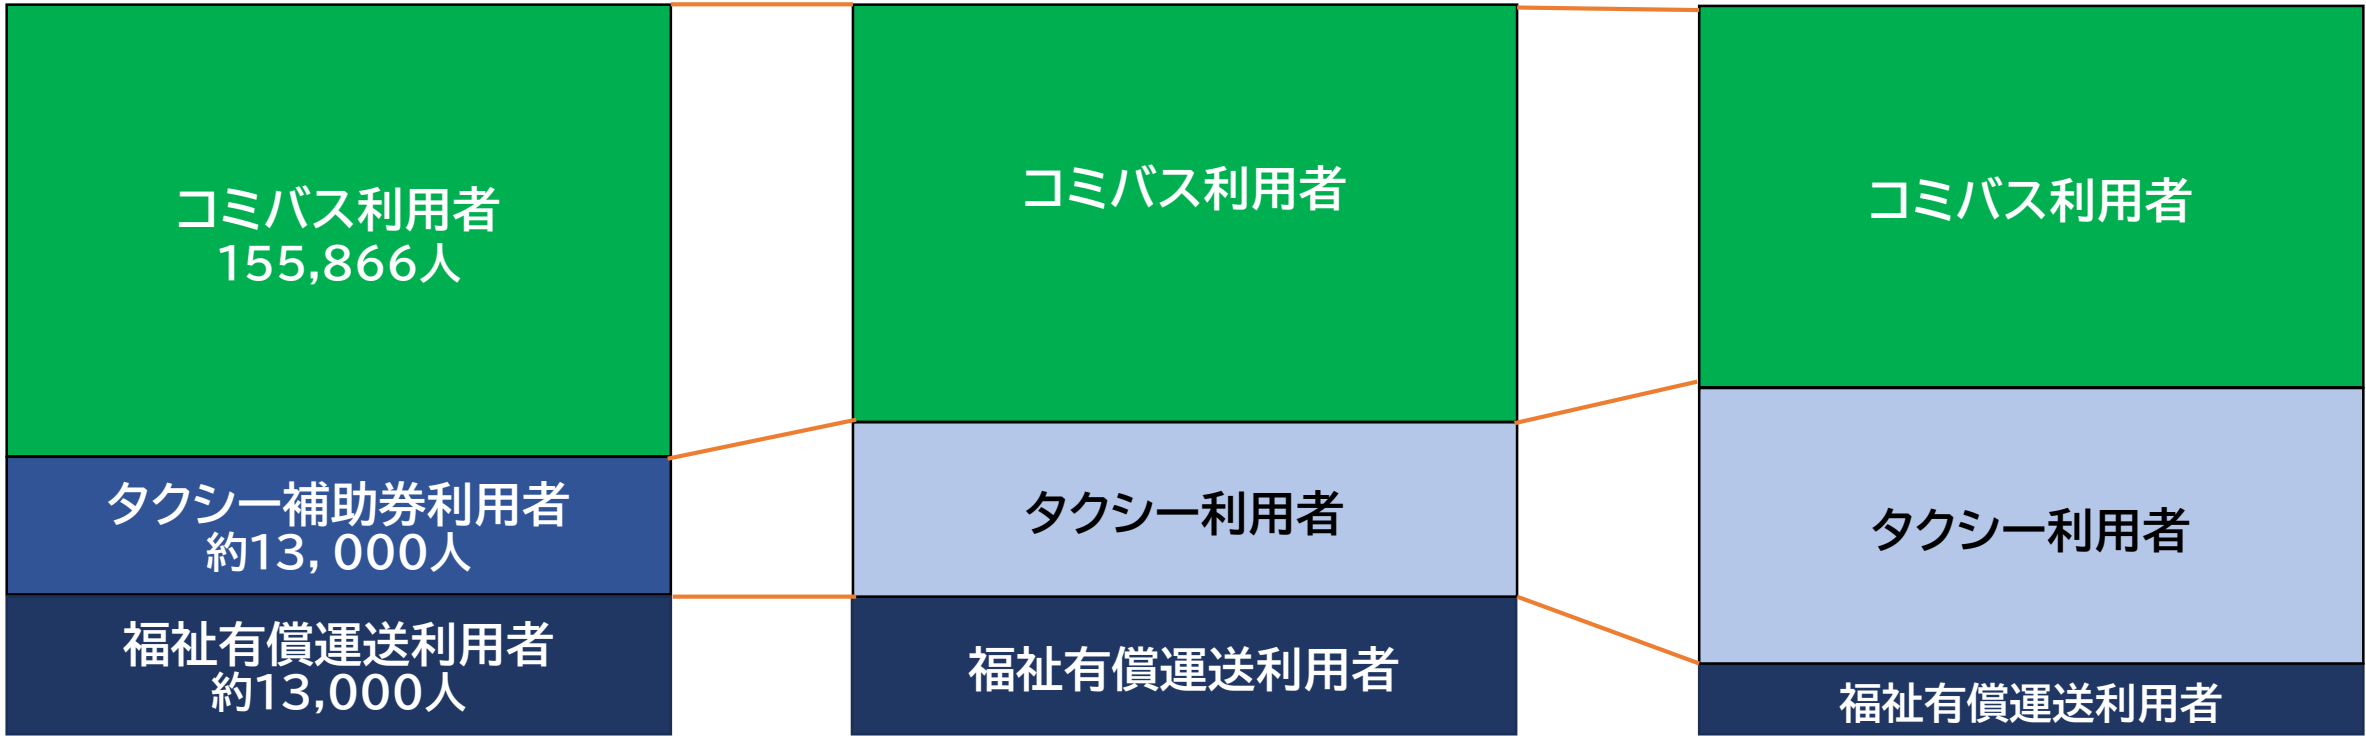 コミバス利用者
155,866人
タクシー補助券利用者
約13，000人
福祉有償運送利用者
約13,000人
コミバス利用者
タクシー利用者
福祉有償運送利用者
コミバス利用者
タクシー利用者
福祉有償運送利用者